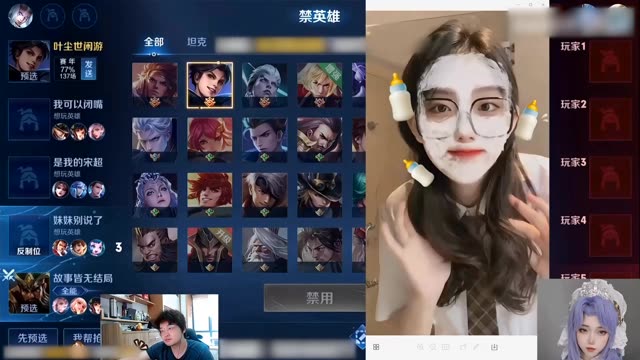 禁英雄
全部
坦克
叶尘世闲游
赛年
77%
137场
发送
预选
我可以闭嘴
想玩英雄
是我的宋超
想玩英雄
妹妹别说了
反制位
3
故事皆无结局
全能
预选
先预选
我帮抢
禁用
玩家1
玩家2
玩家3
玩家4
玩家5